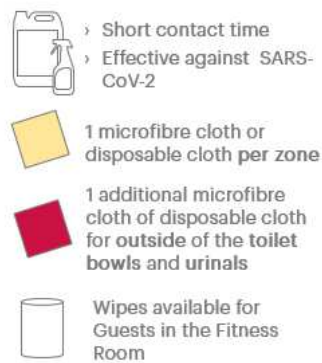 › Short contact time
› Effective against SARS-
CoV-2
1 microfibre cloth or
disposable cloth per zone
1 additional microfibre
cloth of disposable cloth
for outside of the toilet
bowls and urinals
Wipes available for
Guests in the Fitness
Room